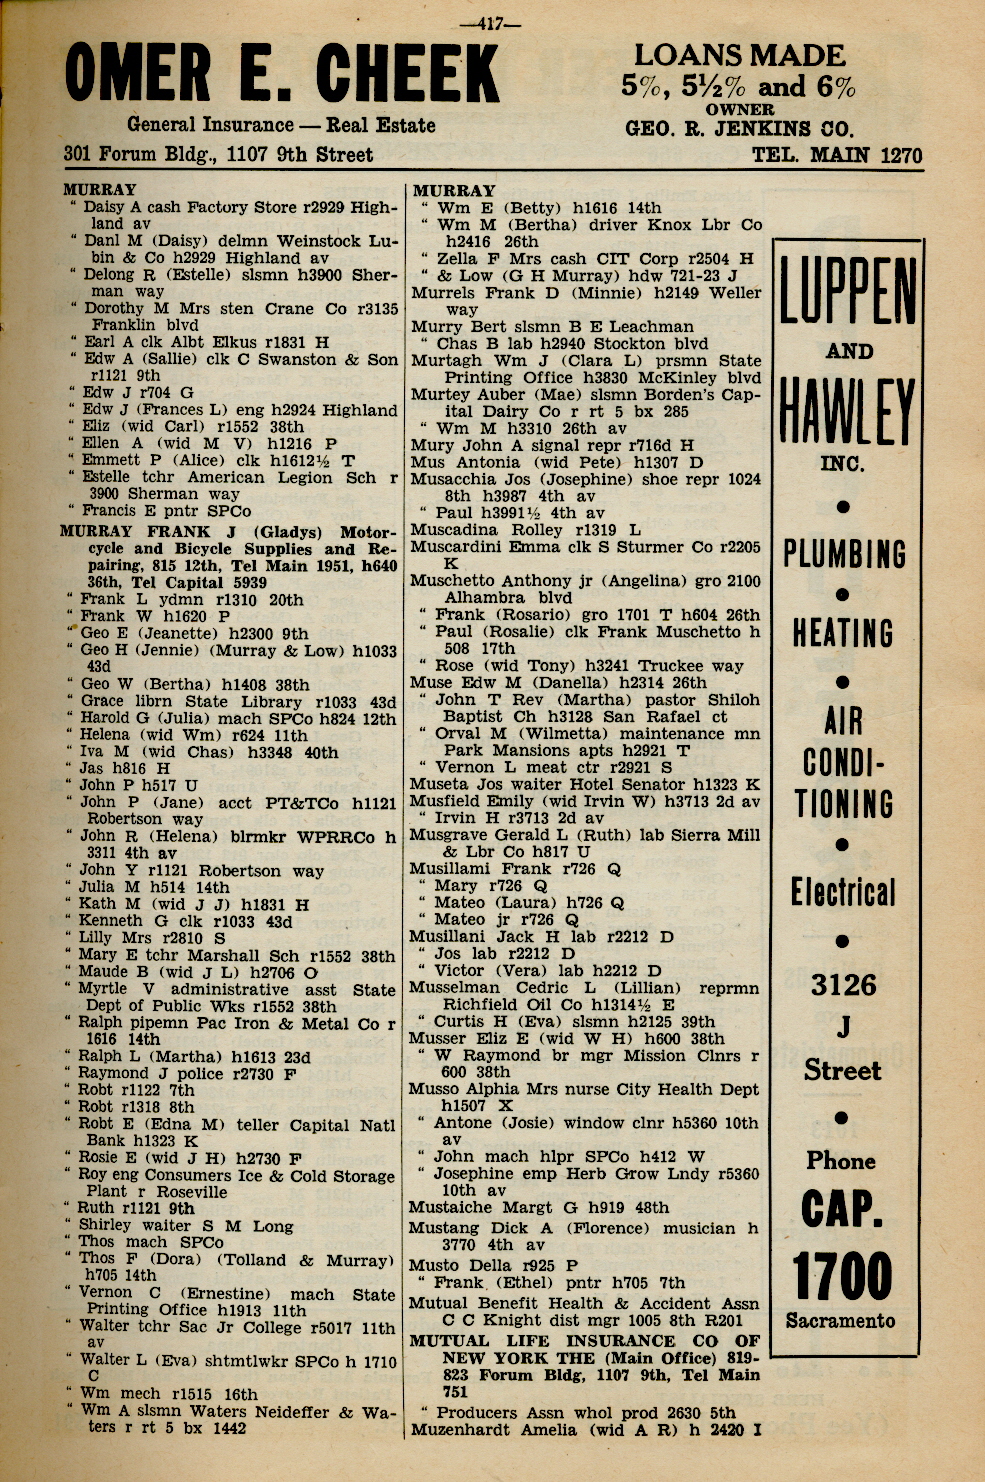 —417—
OMER E. CHEEK
General Insurance — Real Estate
301 Forum Bldg., 1107 9th Street
LOANS MADE
5%, 5½% and 6%
OWNER
GEO. R. JENKINS CO.
TEL. MAIN 1270
MURRAY
" Daisy A cash Factory Store r2929 High-
land av
" Danl M (Daisy) delmn Weinstock Lu-
bin & Co h2929 Highland av
" Delong R (Estelle) slsmn h3900 Sher-
man way
" Dorothy M Mrs sten Crane Co r3135
Franklin blvd
" Earl A clk Albt Elkus r1831 H
" Edw A (Sallie) clk C Swanston & Son
r1121 9th
" Edw J r704 G
" Edw J (Frances L) eng h2924 Highland
" Eliz (wid Carl) r1552 38th
" Ellen A (wid M V) h1216 P
" Emmett P (Alice) clk h1612½ T
" Estelle tchr American Legion Sch r
3900 Sherman way
" Francis E pntr SPCo
MURRAY FRANK J (Gladys) Motor-
cycle and Bicycle Supplies and Re-
pairing, 815 12th, Tel Main 1951, h640
36th, Tel Capital 5939
" Frank L ydmn r1310 20th
" Frank W h1620 P
" Geo E (Jeanette) h2300 9th
" Geo H (Jennie) (Murray & Low) h1033
43d
" Geo W (Bertha) h1408 38th
" Grace librn State Library r1033 43d
" Harold G (Julia) mach SPCo h824 12th
" Helena (wid Wm) r624 11th
" Iva M (wid Chas) h3348 40th
" Jas h816 H
" John P h517 U
" John P (Jane) acct PT&TCo h1121
Robertson way
" John R (Helena) blrmkr WPRRCo h
3311 4th av
" John Y r1121 Robertson way
" Julia M h514 14th
" Kath M (wid J J) h1831 H
" Kenneth G clk r1033 43d
" Lilly Mrs r2810 S
" Mary E tchr Marshall Sch r1552 38th
" Maude B (wid J L) h2706 O
" Myrtle V administrative asst State
Dept of Public Wks r1552 38th
" Ralph pipemn Pac Iron & Metal Co r
1616 14th
" Ralph L (Martha) h1613 23d
" Raymond J police r2730 F
" Robt r1122 7th
" Robt r1318 8th
" Robt E (Edna M) teller Capital Natl
Bank h1323 K
" Rosie E (wid J H) h2730 F
" Roy eng Consumers Ice & Cold Storage
Plant r Roseville
" Ruth r1121 9th
" Shirley waiter S M Long
" Thos mach SPCo
" Thos F (Dora) (Tolland & Murray)
h705 14th
" Vernon C (Ernestine) mach State
Printing Office h1913 11th
" Walter tchr Sac Jr College r5017 11th
av
" Walter L (Eva) shtmtlwkr SPCo h 1710
C
" Wm mech r1515 16th
" Wm A slsmn Waters Neideffer & Wa-
ters r rt 5 bx 1442
MURRAY
" Wm E (Betty) h1616 14th
" Wm M (Bertha) driver Knox Lbr Co
h2416 26th
" Zella F Mrs cash CIT Corp r2504 H
" & Low (G H Murray) hdw 721-23 J
Murrels Frank D (Minnie) h2149 Weller
way
Murry Bert slsmn B E Leachman
" Chas B lab h2940 Stockton blvd
Murtagh Wm J (Clara L) prsmn State
Printing Office h3830 McKinley blvd
Murtey Auber (Mae) slsmn Borden's Cap-
ital Dairy Co r rt 5 bx 285
" Wm M h3310 26th av
Mury John A signal repr r716d H
Mus Antonia (wid Pete) h1307 D
Musacchia Jos (Josephine) shoe repr 1024
8th h3987 4th av
" Paul h3991½ 4th av
Muscadina Rolley r1319 L
Muscardini Emma clk S Sturmer Co r2205
K
Muschetto Anthony jr (Angelina) gro 2100
Alhambra blvd
" Frank (Rosario) gro 1701 T h604 26th
" Paul (Rosalie) clk Frank Muschetto h
508 17th
" Rose (wid Tony) h3241 Truckee way
Muse Edw M (Danella) h2314 26th
" John T Rev (Martha) pastor Shiloh
Baptist Ch h3128 San Rafael ct
" Orval M (Wilmetta) maintenance mn
Park Mansions apts h2921 T
" Vernon L meat ctr r2921 S
Museta Jos waiter Hotel Senator h1323 K
Musfield Emily (wid Irvin W) h3713 2d av
" Irvin H r3713 2d av
Musgrave Gerald L (Ruth) lab Sierra Mill
& Lbr Co h817 U
Musillami Frank r726 Q
" Mary r726 Q
" Mateo (Laura) h726 Q
" Mateo jr r726 Q
Musillani Jack H lab r2212 D
" Jos lab r2212 D
" Victor (Vera) lab h2212 D
Musselman Cedric L (Lillian) reprmn
Richfield Oil Co h1314½ E
" Curtis H (Eva) slsmn h2125 39th
Musser Eliz E (wid W H) h600 38th
" W Raymond br mgr Mission Clnrs r
600 38th
Musso Alphia Mrs nurse City Health Dept
h1507 X
" Antone (Josie) window clnr h5360 10th
av
" John mach hlpr SPCo h412 W
" Josephine emp Herb Grow Lndy r5360
10th av
Mustaiche Margt G h919 48th
Mustang Dick A (Florence) musician h
3770 4th av
Musto Della r925 P
" Frank (Ethel) pntr h705 7th
Mutual Benefit Health & Accident Assn
C C Knight dist mgr 1005 8th R201
MUTUAL LIFE INSURANCE CO OF
NEW YORK THE (Main Office) 819-
823 Forum Bldg, 1107 9th, Tel Main
751
" Producers Assn whol prod 2630 5th
Muzenhardt Amelia (wid A R) h 2420 I
LUPPEN
AND
HAWLEY
INC.
•
PLUMBING
•
HEATING
•
AIR
CONDI-
TIONING
•
Electrical
•
3126
J
Street
•
Phone
CAP.
1700
Sacramento